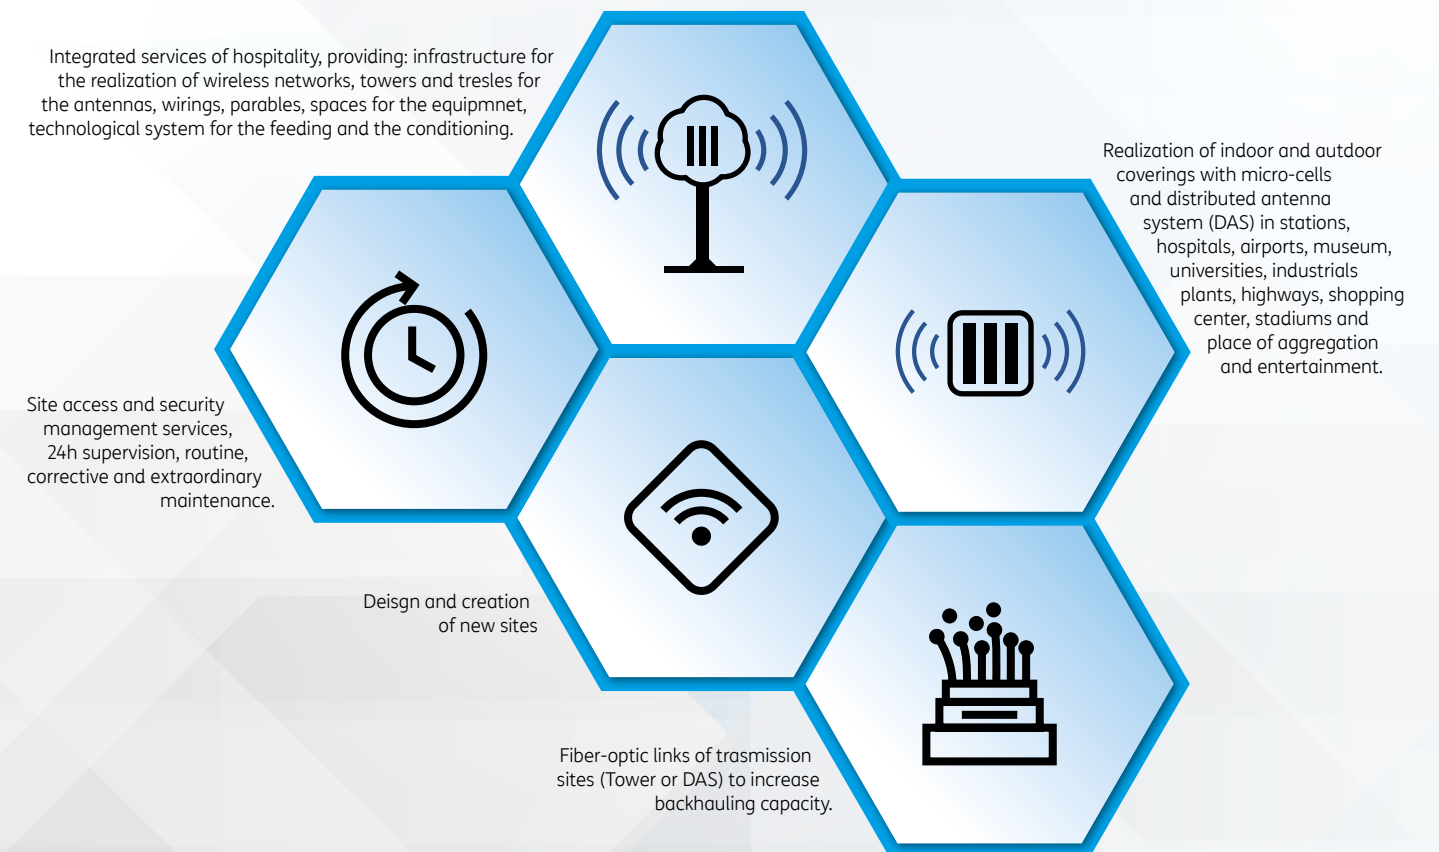 Integrated services of hospitality, providing: infrastructure for
the realization of wireless networks, towers and tresles for
the antennas, wirings, parables, spaces for the equipmnet,
technological system for the feeding and the conditioning.
Realization of indoor and autdoor
coverings with micro-cells
and distributed antenna
system (DAS) in stations,
hospitals, airports, museum,
universities, industrials
plants, highways, shopping
center, stadiums and
place of aggregation
and entertainment.
Site access and security
management services,
24h supervision, routine,
corrective and extraordinary
maintenance.
Deisgn and creation
of new sites
Fiber-optic links of trasmission
sites (Tower or DAS) to increase
backhauling capacity.